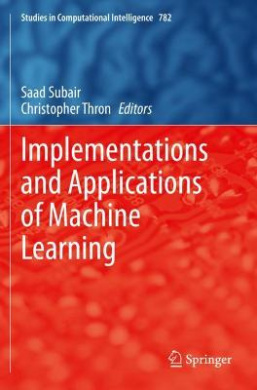 Studies in Computational Intelligence 782
Saad Subair
Christopher Thron Editors
Implementations
and Applications
of Machine
Learning
Springer